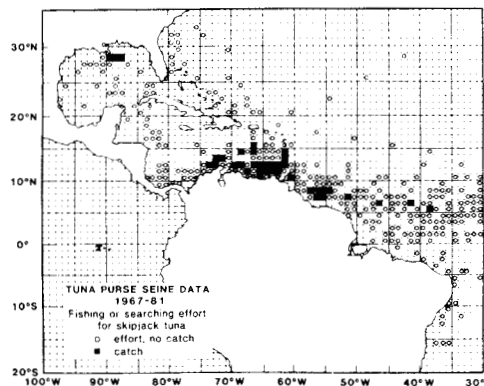 30°N
20°N
10°N
0°
10°S
20°S
TUNA PURSE SEINE DATA
1967-81
Fishing or searching effort
for skipjack tuna
○ effort, no catch
■ catch
100°W 90°W 80°W 70°W 60°W 50°W 40°W 30°W